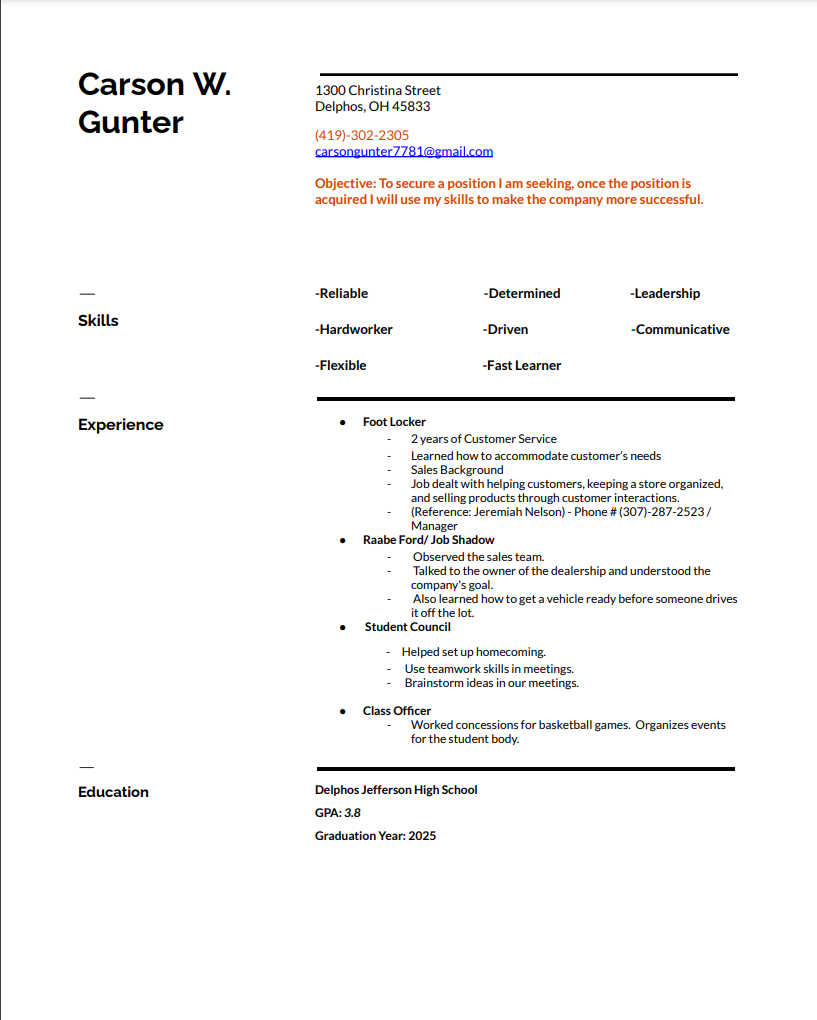 Carson W.
Gunter
1300 Christina Street
Delphos, OH 45833
(419)-302-2305
carsongunter7781@gmail.com
Objective: To secure a position I am seeking, once the position is
acquired I will use my skills to make the company more successful.
—
Skills
-Reliable -Determined -Leadership
-Hardworker -Driven -Communicative
-Flexible -Fast Learner
—
Experience
● Foot Locker
- 2 years of Customer Service
- Learned how to accommodate customer's needs
- Sales Background
- Job dealt with helping customers, keeping a store organized,
and selling products through customer interactions.
- (Reference: Jeremiah Nelson) - Phone # (307)-287-2523 /
Manager
● Raabe Ford/ Job Shadow
- Observed the sales team.
- Talked to the owner of the dealership and understood the
company's goal.
- Also learned how to get a vehicle ready before someone drives
it off the lot.
● Student Council
- Helped set up homecoming.
- Use teamwork skills in meetings.
- Brainstorm ideas in our meetings.
● Class Officer
- Worked concessions for basketball games. Organizes events
for the student body.
—
Education
Delphos Jefferson High School
GPA: 3.8
Graduation Year: 2025